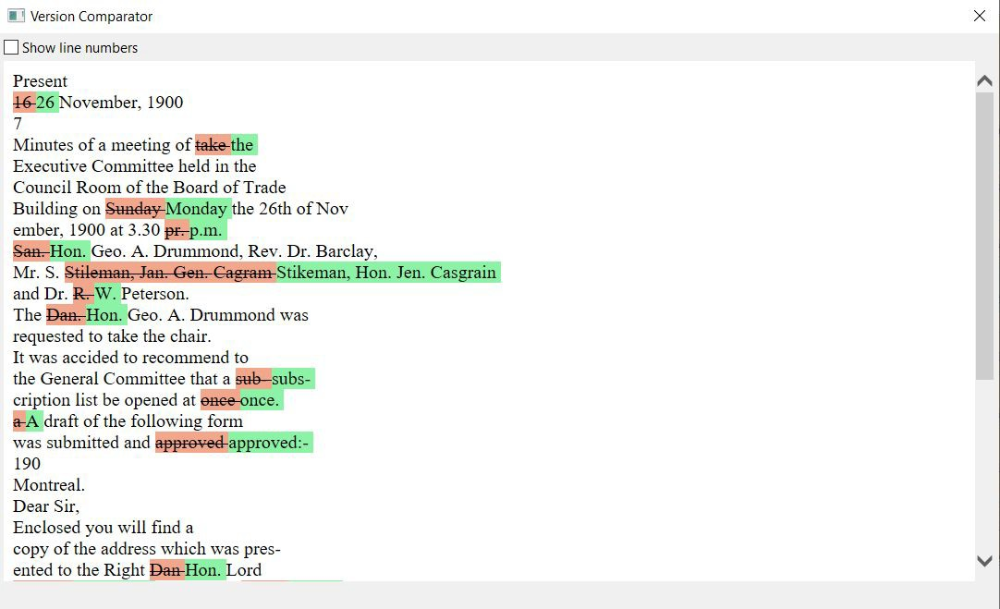 Version Comparator
Show line numbers
Present
16 26 November, 1900
7
Minutes of a meeting of take the
Executive Committee held in the
Council Room of the Board of Trade
Building on Sunday Monday the 26th of Nov
ember, 1900 at 3.30 pr. p.m.
San. Hon. Geo. A. Drummond, Rev. Dr. Barclay,
Mr. S. Stileman, Jan. Gen. Cagram Stikeman, Hon. Jen. Casgrain
and Dr. R. W. Peterson.
The Dan. Hon. Geo. A. Drummond was
requested to take the chair.
It was accided to recommend to
the General Committee that a sub- subs-
cription list be opened at once once.
a A draft of the following form
was submitted and approved approved:-
190
Montreal.
Dear Sir,
Enclosed you will find a
copy of the address which was pres-
ented to the Right Dan Hon. Lord